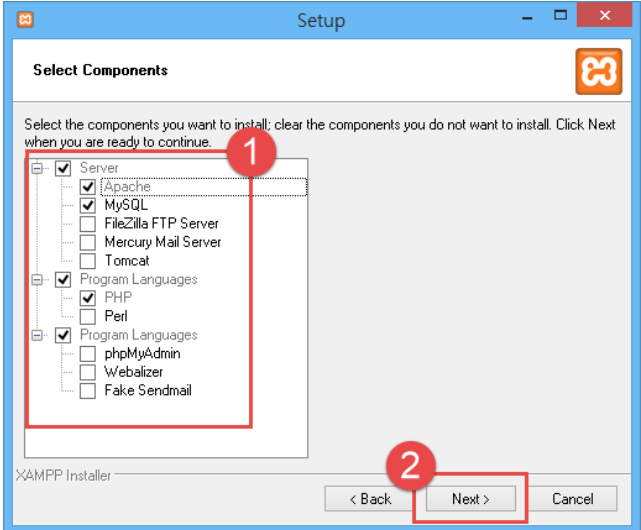 Setup
Select Components
Select the components you want to install; clear the components you do not want to install. Click Next
when you are ready to continue.
1
Server
Apache
MySQL
FileZilla FTP Server
Mercury Mail Server
Tomcat
Program Languages
PHP
Perl
Program Languages
phpMyAdmin
Webalizer
Fake Sendmail
XAMPP Installer
2
< Back
Next >
Cancel